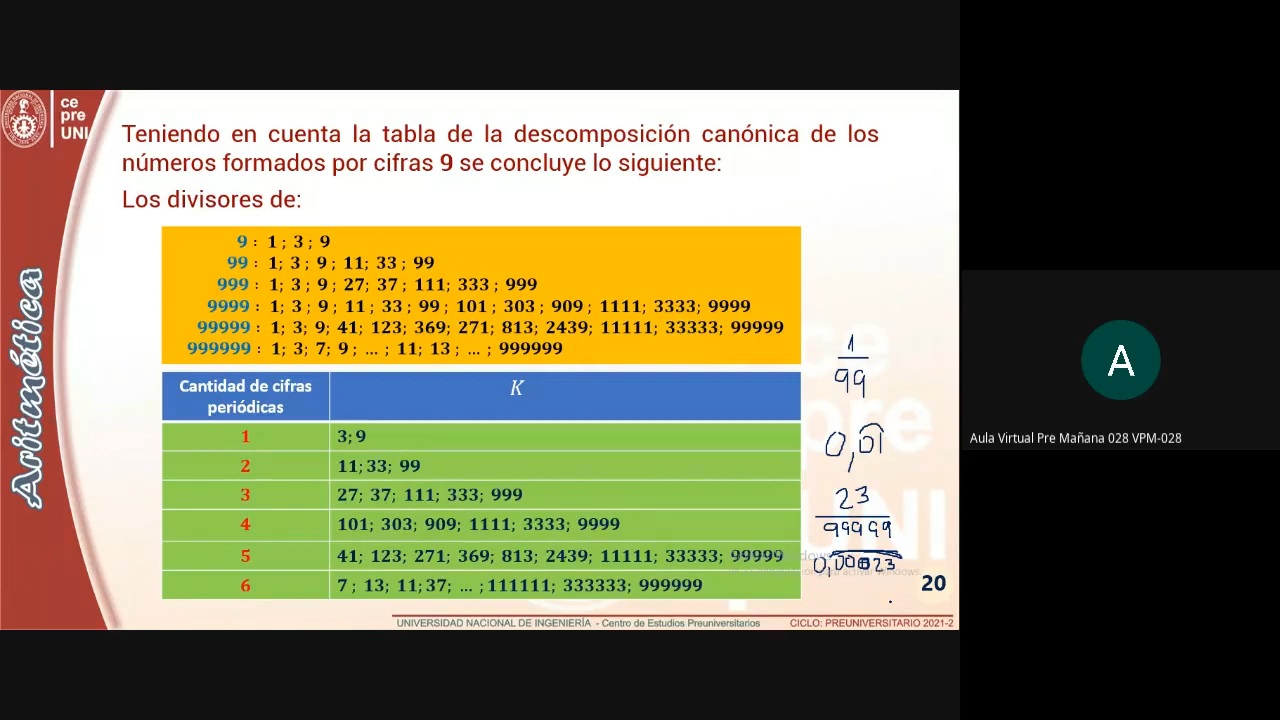 ce
pre
UNI
Teniendo en cuenta la tabla de la descomposición canónica de los
números formados por cifras 9 se concluye lo siguiente:
Los divisores de:
9 : 1 ; 3 ; 9
99 : 1; 3 ; 9 ; 11; 33 ; 99
999 : 1; 3 ; 9 ; 27; 37 ; 111; 333 ; 999
9999 : 1; 3 ; 9 ; 11 ; 33 ; 99 ; 101 ; 303 ; 909 ; 1111; 3333; 9999
99999 : 1; 3; 9; 41; 123; 369; 271; 813; 2439; 11111; 33333; 99999
999999 : 1; 3; 7; 9 ; ... ; 11; 13 ; ... ; 999999
Cantidad de cifras periódicas K
1 3; 9
2 11; 33; 99
3 27; 37; 111; 333; 999
4 101; 303; 909; 1111; 3333; 9999
5 41; 123; 271; 369; 813; 2439; 11111; 33333; 99999
6 7 ; 13; 11; 37; ... ; 111111; 333333; 999999
1
99
0,01
23
99999
0,00023
20
Aritmética
UNIVERSIDAD NACIONAL DE INGENIERÍA - Centro de Estudios Preuniversitarios CICLO: PREUNIVERSITARIO 2021-2
A
Aula Virtual Pre Mañana 028 VPM-028